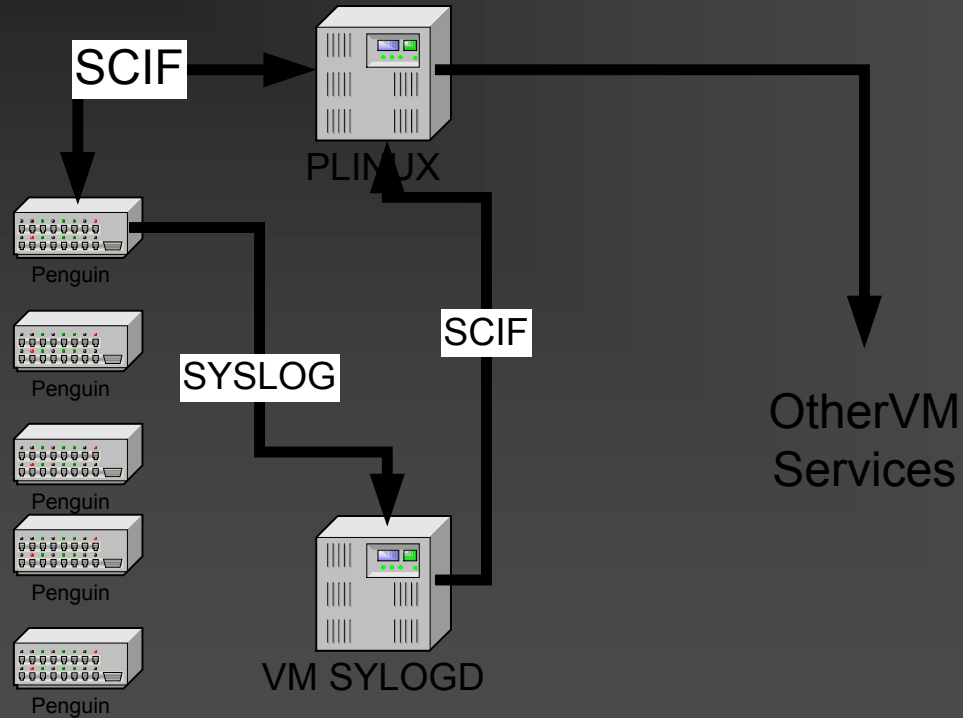 SCIF
PLINUX
Penguin
Penguin
SCIF
SYSLOG
OtherVM
Services
Penguin
Penguin
VM SYLOGD
Penguin